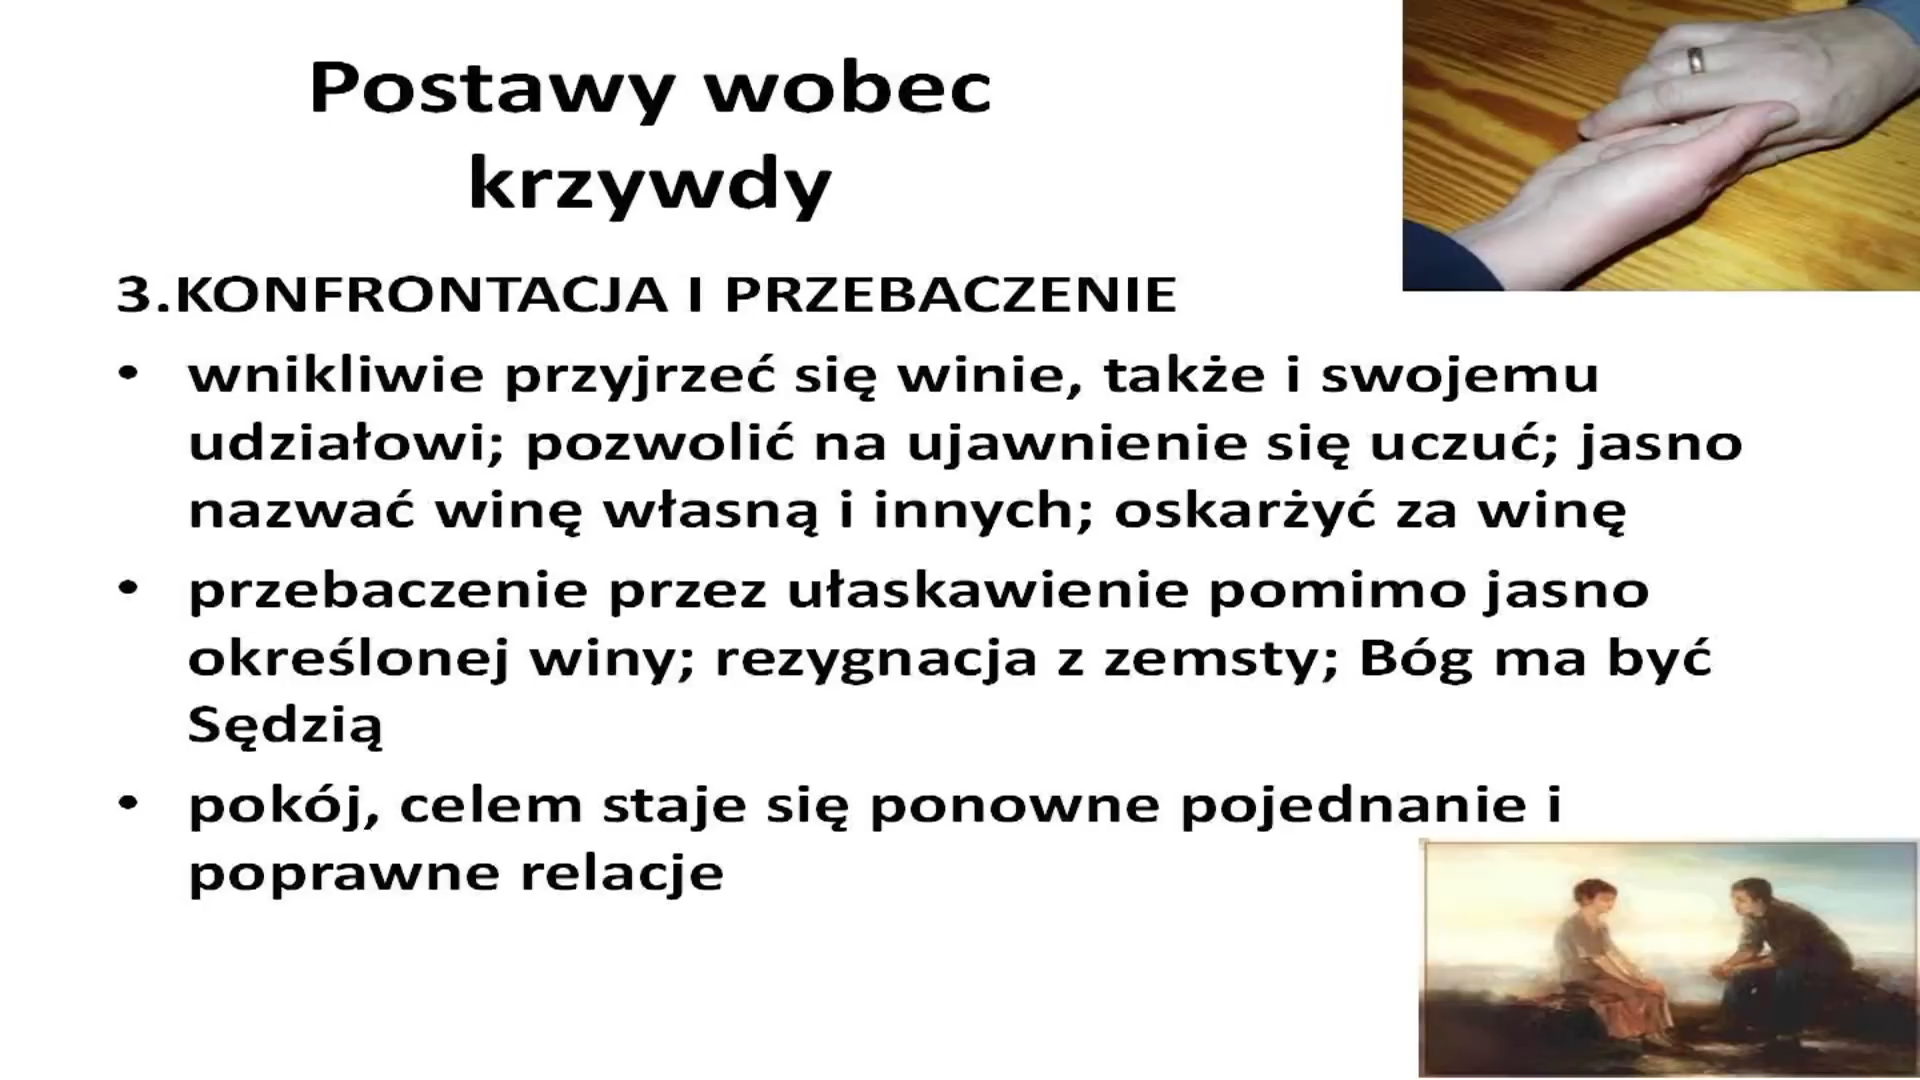 Postawy wobec
krzywdy
3.KONFRONTACJA I PRZEBACZENIE
• wnikliwie przyjrzeć się winie, także i swojemu
udziałowi; pozwolić na ujawnienie się uczuć; jasno
nazwać winę własną i innych; oskarżyć za winę
• przebaczenie przez ułaskawienie pomimo jasno
określonej winy; rezygnacja z zemsty; Bóg ma być
Sędzią
• pokój, celem staje się ponowne pojednanie i
poprawne relacje